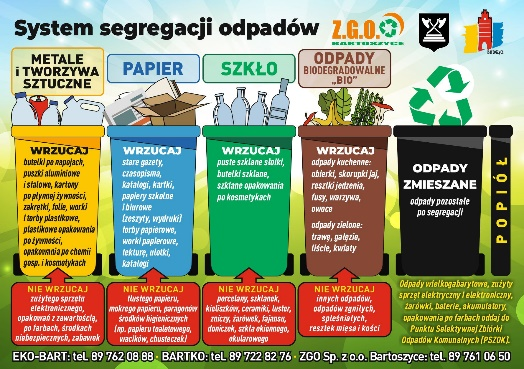 System segregacji odpadów
Z.G.O.
BARTOSZYCE
METALE
i TWORZYWA
SZTUCZNE
PAPIER
SZKŁO
ODPADY
BIODEGRADOWALNE
„BIO"
WRZUCAJ
butelki po napojach,
puszki aluminiowe
i stalowe, kartony
po płynnej żywności,
zakrętki, folie, worki
i torby plastikowe,
plastikowe opakowania
po żywności,
opakowania po chemii
gosp. i kosmetykach
WRZUCAJ
stare gazety,
czasopisma,
katalogi, kartki,
papiery szkolne
i biurowe
(zeszyty, wydruki)
torby papierowe,
worki papierowe,
tekturę, ulotki,
katalogi
WRZUCAJ
puste szklane słoiki,
butelki szklane,
szklane opakowania
po kosmetykach
WRZUCAJ
odpady kuchenne:
obierki, skorupki jaj,
resztki jedzenia,
fusy, warzywa,
owoce
odpady zielone:
trawę, gałęzie,
liście, kwiaty
ODPADY
ZMIESZANE
odpady pozostałe
po segregacji
POPIÓŁ
NIE WRZUCAJ
zużytego sprzętu
elektronicznego,
opakowań z zawartością,
po farbach, środkach
niebezpiecznych, zabawek
NIE WRZUCAJ
tłustego papieru,
mokrego papieru, paragonów
środków higienicznych
(np. papieru toaletowego,
wacików, chusteczek)
NIE WRZUCAJ
porcelany, szklanek,
kieliszków, ceramiki, luster,
zniczy, żarówek, fajansu,
doniczek, szkła okiennego,
okularowego
NIE WRZUCAJ
innych odpadów,
odpadów zgniłych,
spleśniałych,
resztek mięsa i kości
Odpady wielkogabarytowe, zużyty
sprzęt elektryczny i elektroniczny,
żarówki, baterie, akumulatory,
opakowania po farbach oddaj do
Punktu Selektywnej Zbiórki
Odpadów Komunalnych (PSZOK).
EKO-BART: tel. 89 762 08 88 - BARTKO: tel. 89 722 82 76 - ZGO Sp. z o.o. Bartoszyce: tel. 89 761 06 50